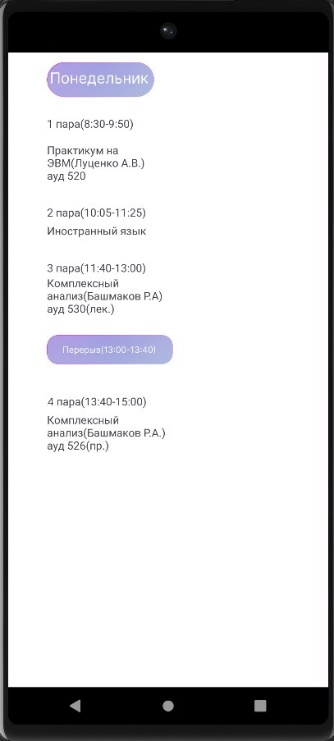 Понедельник
1 пара(8:30-9:50)
Практикум на
ЭВМ(Луценко А.В.)
ауд 520
2 пара(10:05-11:25)
Иностранный язык
3 пара(11:40-13:00)
Комплексный
анализ(Башмаков Р.А)
ауд 530(лек.)
Перерыв(13:00-13:40)
4 пара(13:40-15:00)
Комплексный
анализ(Башмаков Р.А.)
ауд 526(пр.)